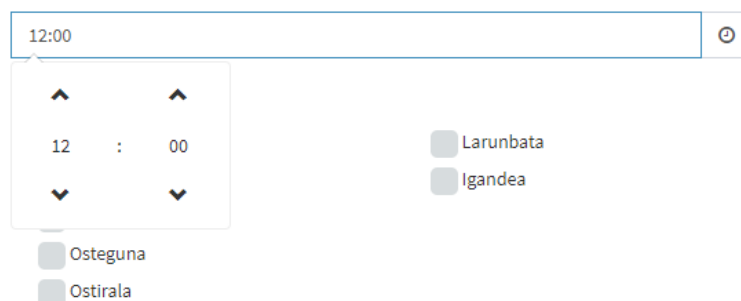 12:00
12 : 00
Larunbata
Igandea
Osteguna
Ostirala